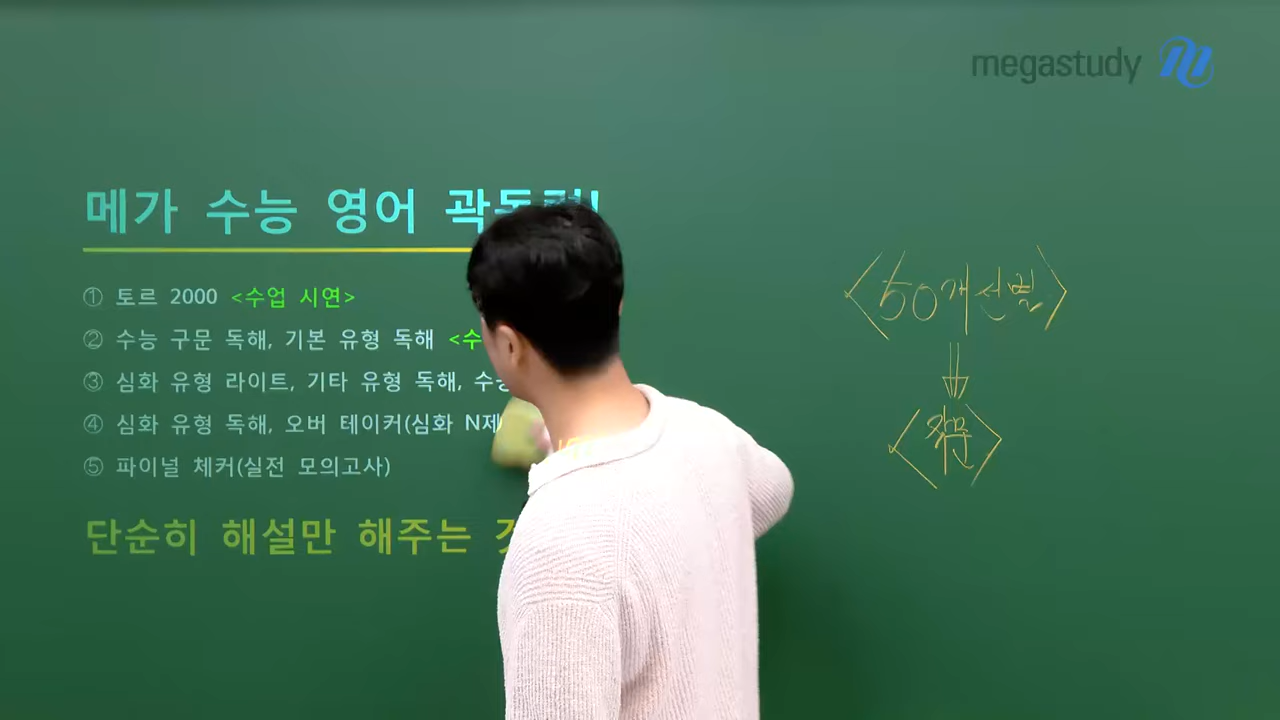 megastudy
메가 수능 영어 곽동령!
① 토르 2000 <수업 시연>
② 수능 구문 독해, 기본 유형 독해 <수
③ 심화 유형 라이트, 기타 유형 독해, 수능
④ 심화 유형 독해, 오버 테이커(심화 N제
⑤ 파이널 체커(실전 모의고사)
단순히 해설만 해주는
<50개 선별